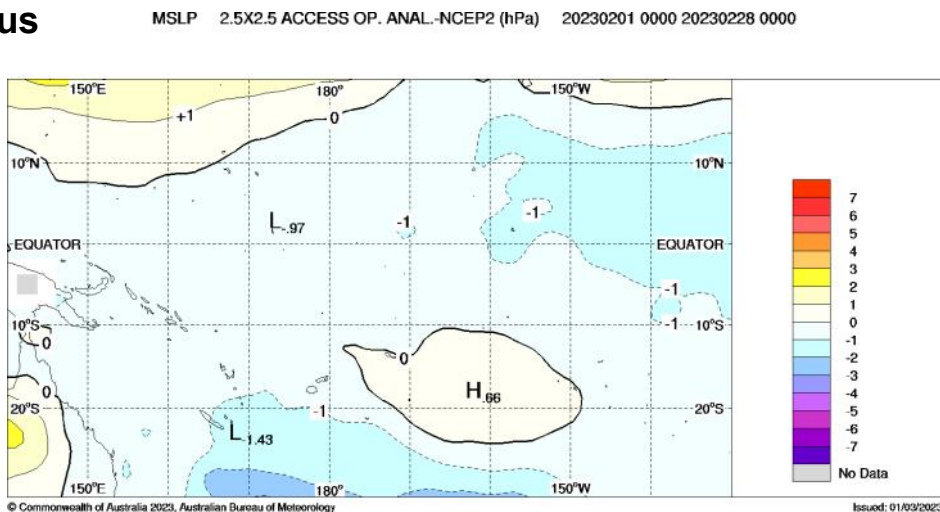 us
MSLP 2.5X2.5 ACCESS OP. ANAL.-NCEP2 (hPa) 20230201 0000 20230228 0000
150°E 180° 150°W
+1 0
10°N 10°N
-1
L-.97 -1
EQUATOR EQUATOR
-1
10°S -1 10°S
0
0
H.66
0
20°S -1 20°S
L-1.43
150°E 180° 150°W
7
6
5
4
3
2
1
0
-1
-2
-3
-4
-5
-6
-7
No Data
© Commonwealth of Australia 2023, Australian Bureau of Meteorology Issued: 01/03/2023